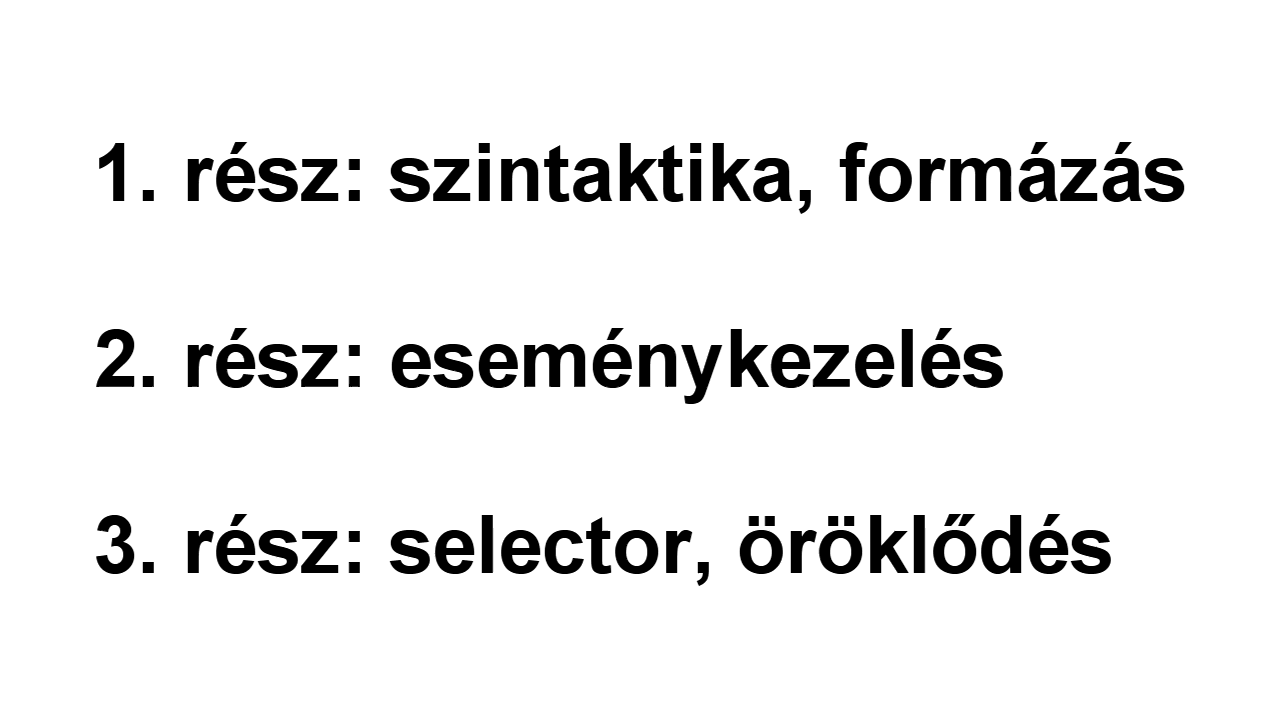 1. rész: szintaktika, formázás
2. rész: eseménykezelés
3. rész: selector, öröklődés